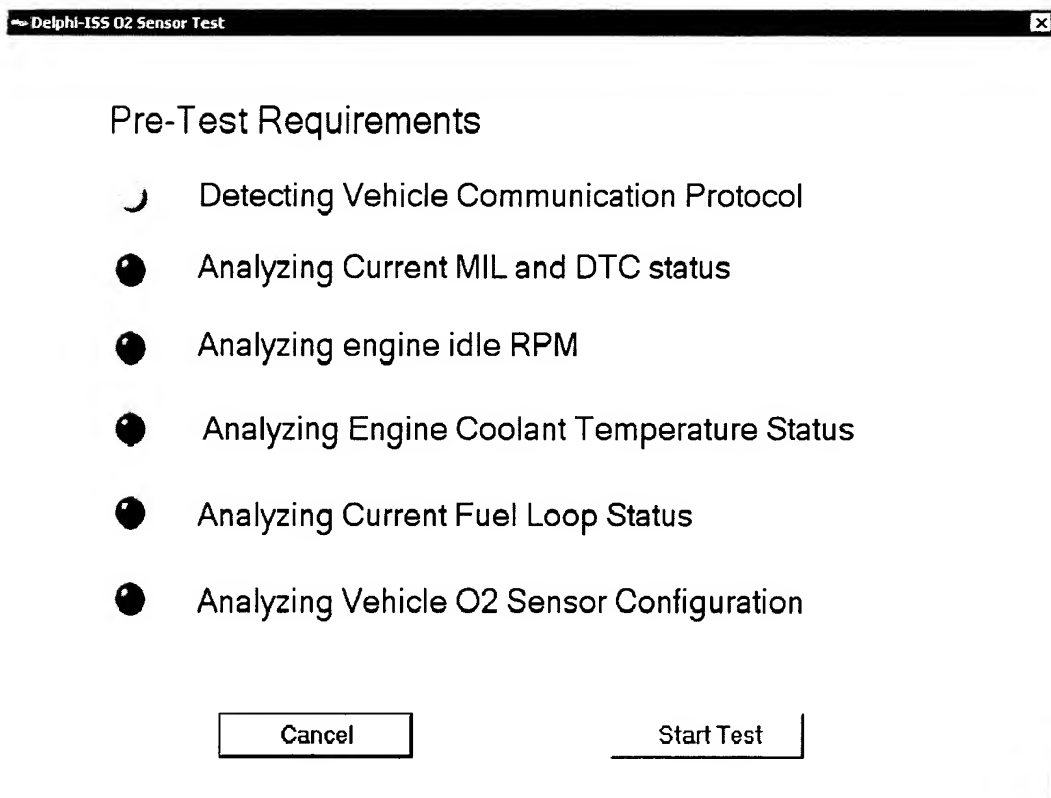 Delphi-ISS O2 Sensor Test
Pre-Test Requirements
Detecting Vehicle Communication Protocol
Analyzing Current MIL and DTC status
Analyzing engine idle RPM
Analyzing Engine Coolant Temperature Status
Analyzing Current Fuel Loop Status
Analyzing Vehicle O2 Sensor Configuration
Cancel
Start Test